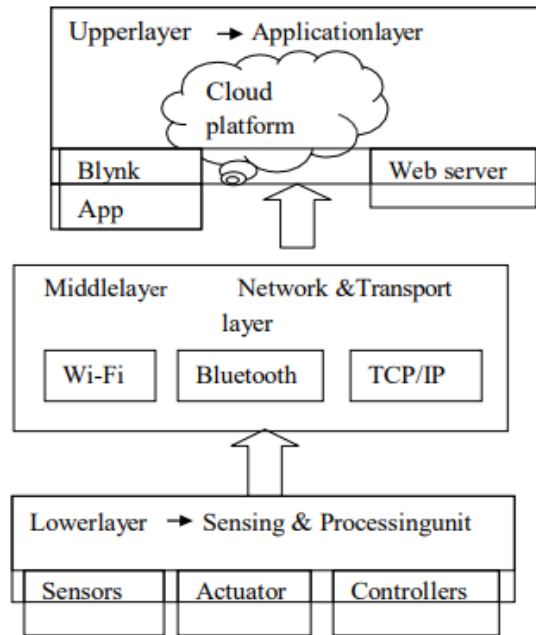 Upperlayer → Applicationlayer
Cloud
platform
Blynk
App
Web server
Middlelayer Network &Transport
layer
Wi-Fi
Bluetooth
TCP/IP
Lowerlayer → Sensing & Processingunit
Sensors
Actuator
Controllers